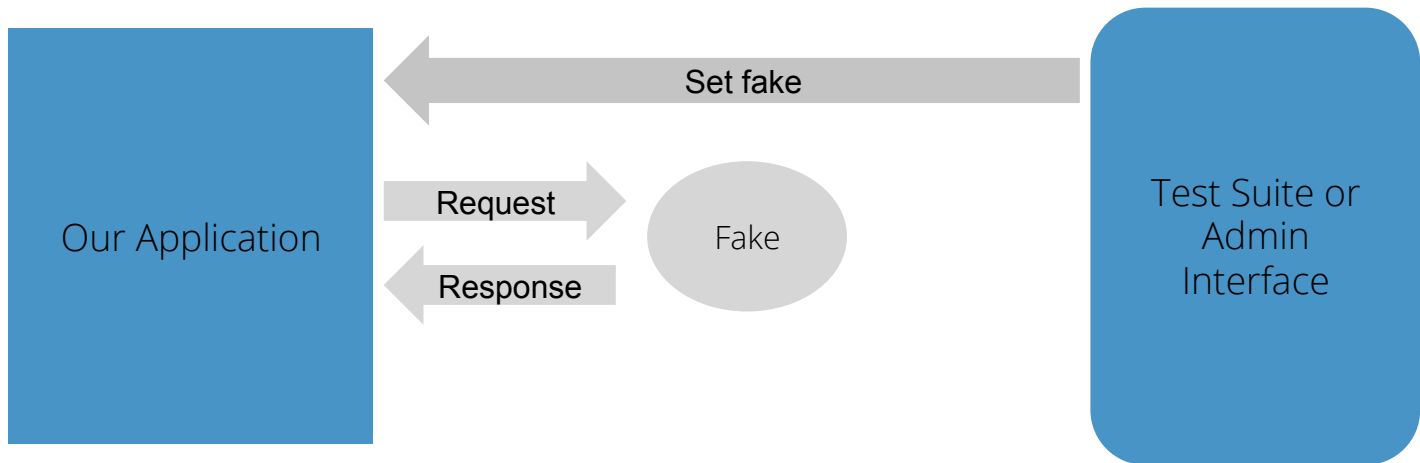 Set fake
Our Application
Request
Response
Fake
Test Suite or
Admin
Interface